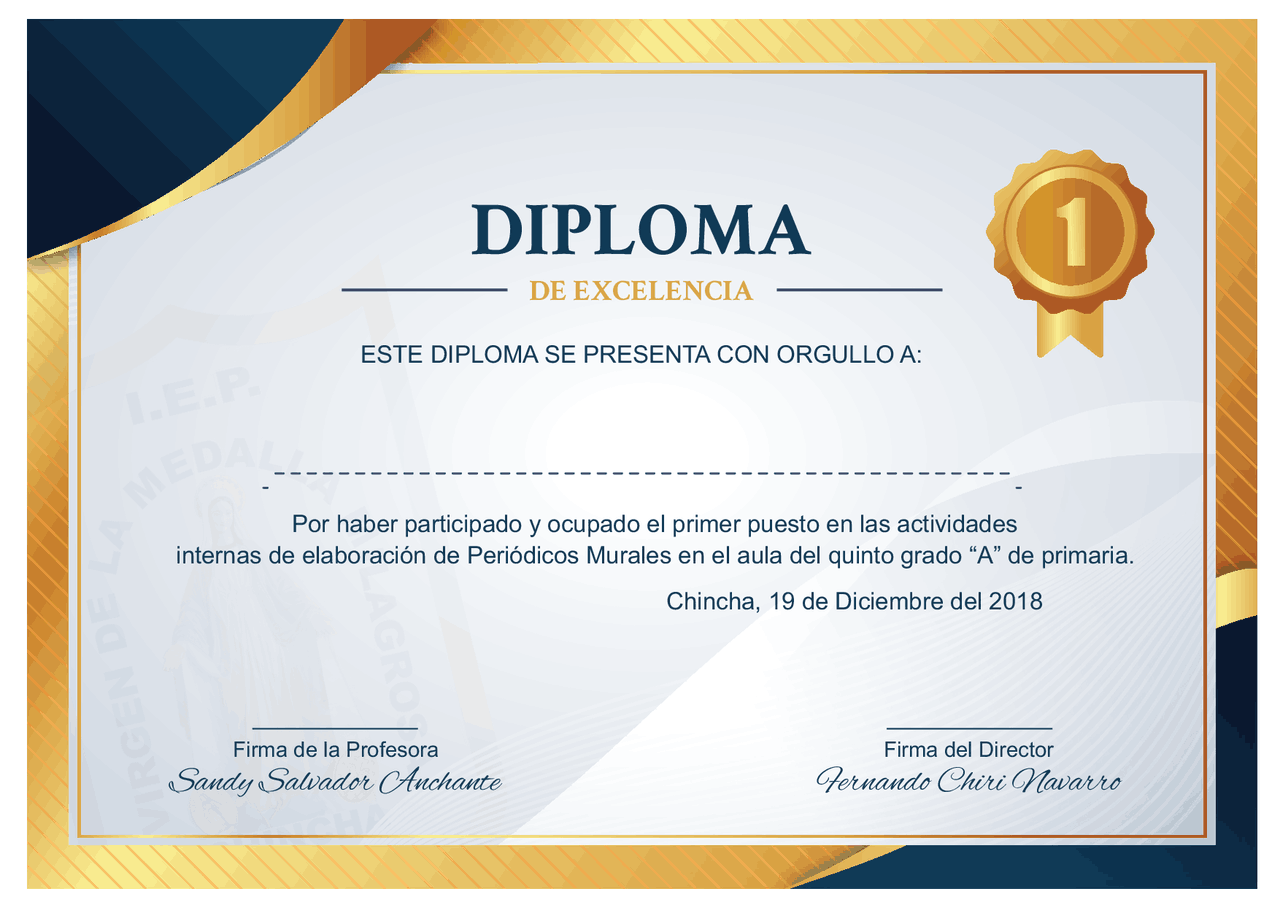 DIPLOMA
1
DE EXCELENCIA
ESTE DIPLOMA SE PRESENTA CON ORGULLO A:
I.E.P.
VIRGEN DE LA MEDALLA MILAGROSA
Por haber participado y ocupado el primer puesto en las actividades
internas de elaboración de Periódicos Murales en el aula del quinto grado “A” de primaria.
Chincha, 19 de Diciembre del 2018
Firma de la Profesora
Sandy Salvador Anchante
Firma del Director
Fernando Chiri Navarro